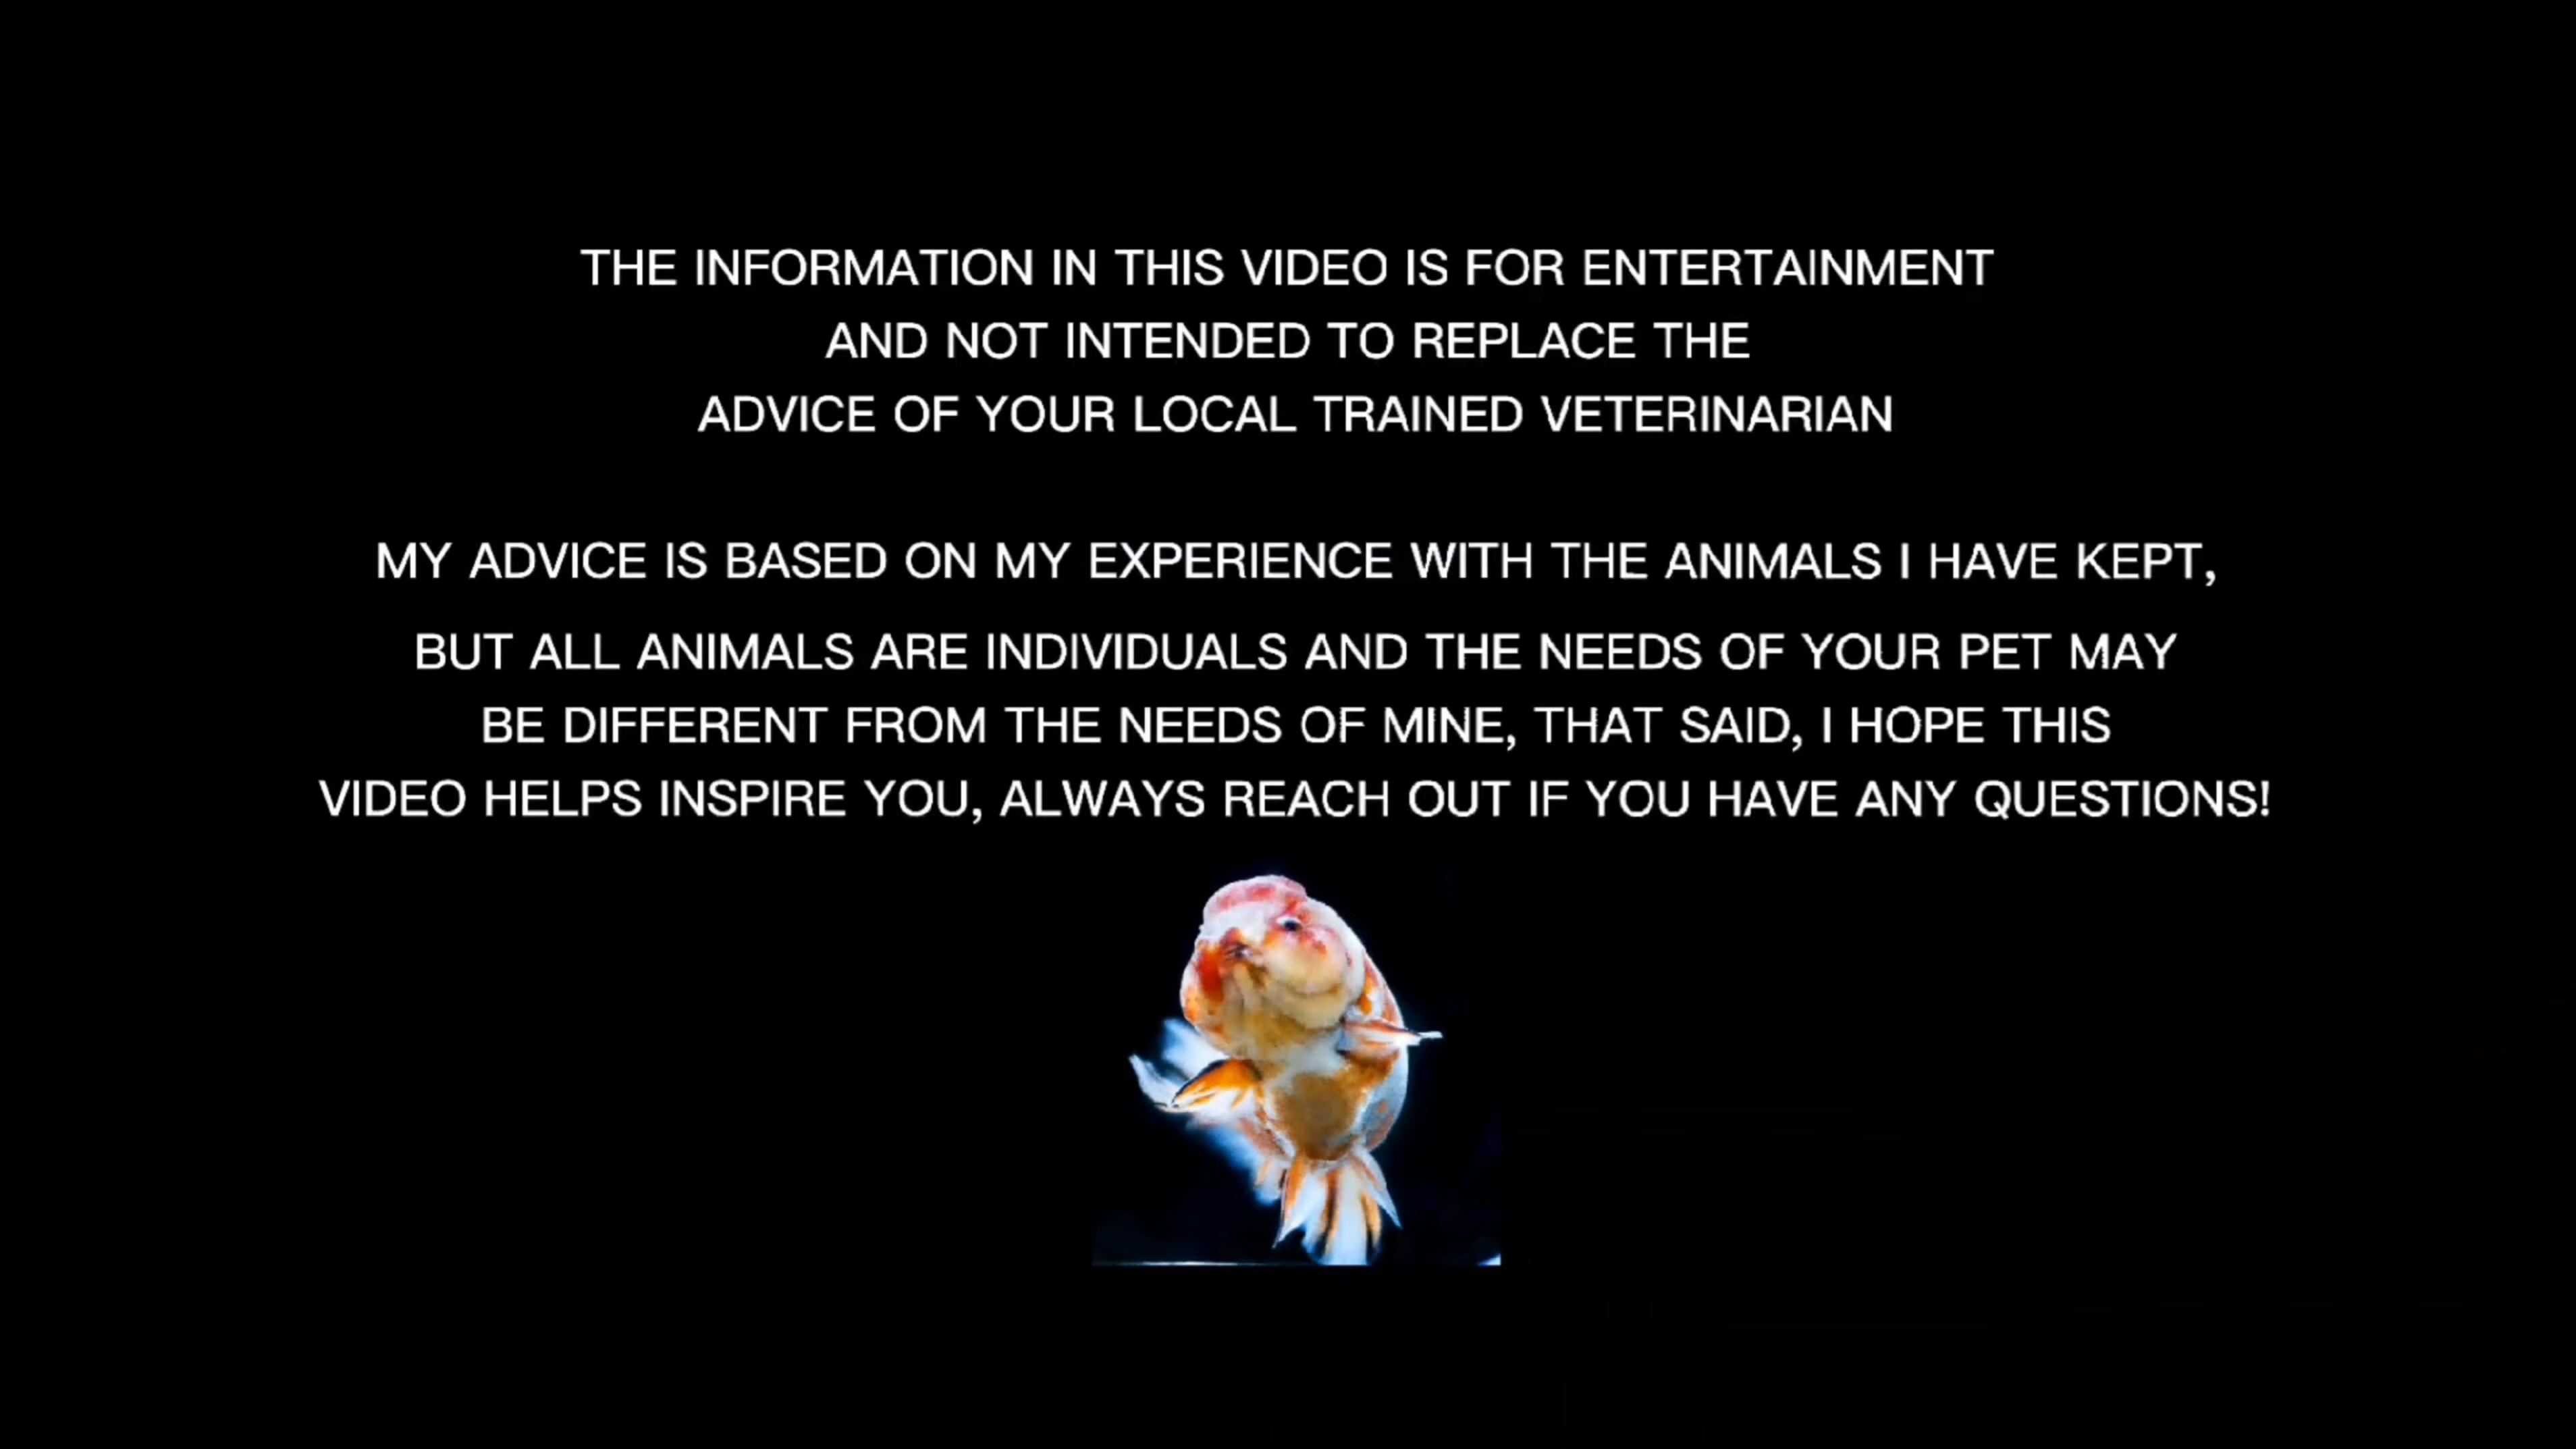 THE INFORMATION IN THIS VIDEO IS FOR ENTERTAINMENT
AND NOT INTENDED TO REPLACE THE
ADVICE OF YOUR LOCAL TRAINED VETERINARIAN
MY ADVICE IS BASED ON MY EXPERIENCE WITH THE ANIMALS I HAVE KEPT,
BUT ALL ANIMALS ARE INDIVIDUALS AND THE NEEDS OF YOUR PET MAY
BE DIFFERENT FROM THE NEEDS OF MINE, THAT SAID, I HOPE THIS
VIDEO HELPS INSPIRE YOU, ALWAYS REACH OUT IF YOU HAVE ANY QUESTIONS!